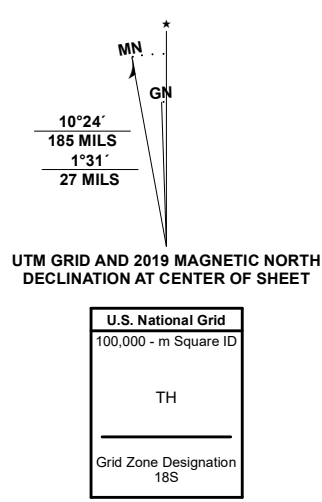 ★
MN
GN
10°24´
185 MILS
1°31´
27 MILS
UTM GRID AND 2019 MAGNETIC NORTH
DECLINATION AT CENTER OF SHEET
U.S. National Grid
100,000 - m Square ID
TH
Grid Zone Designation
18S